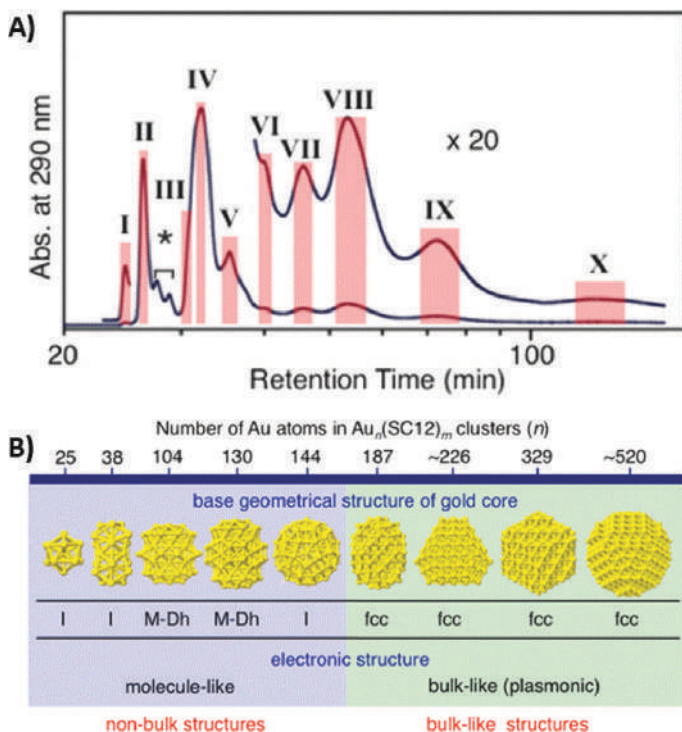 A)
Abs. at 290 nm
I
II
III
*
IV
V
VI
VII
VIII
x 20
IX
X
20
100
Retention Time (min)
B)
Number of Au atoms in Auₙ(SC12)ₘ clusters (n)
25 38 104 130 144 187 ~226 329 ~520
base geometrical structure of gold core
I I M-Dh M-Dh I fcc fcc fcc fcc
electronic structure
molecule-like bulk-like (plasmonic)
non-bulk structures bulk-like structures